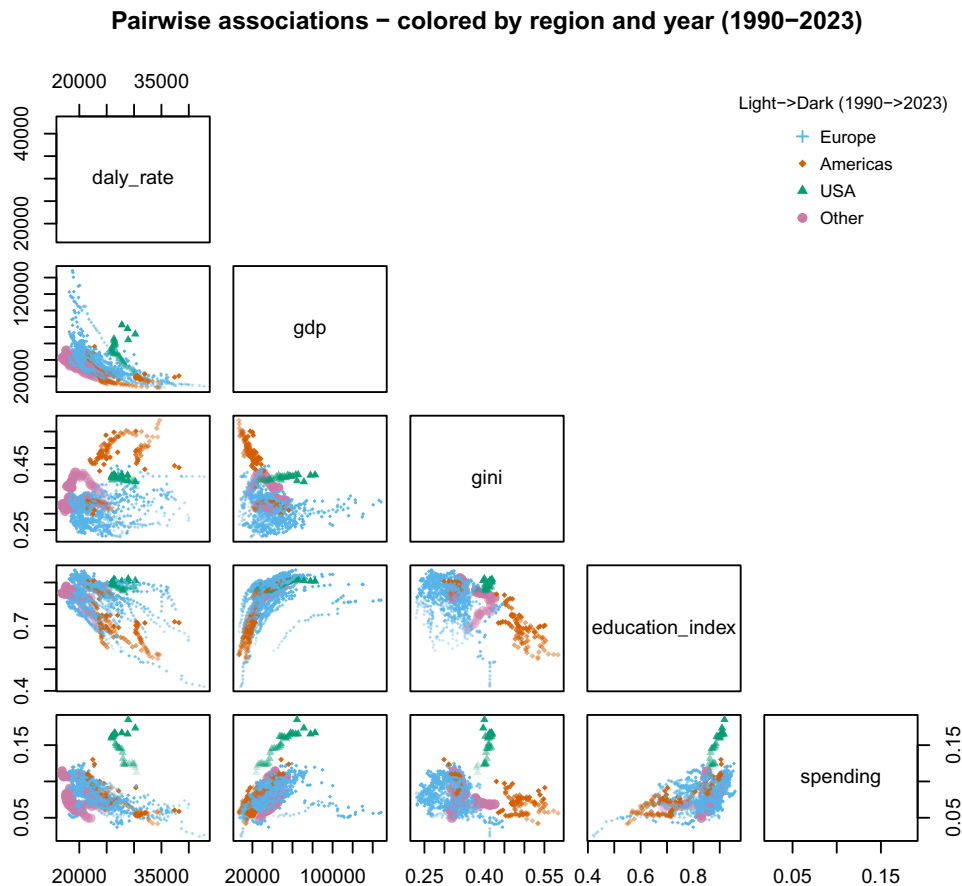 Pairwise associations − colored by region and year (1990−2023)
20000 35000
Light−>Dark (1990−>2023)
Europe
Americas
USA
Other
20000 40000
daly_rate
20000 120000
gdp
0.25 0.45
gini
0.4 0.7
education_index
0.05 0.15
spending
0.05 0.15
20000 35000
20000 100000
0.25 0.40 0.55
0.4 0.6 0.8
0.05 0.15